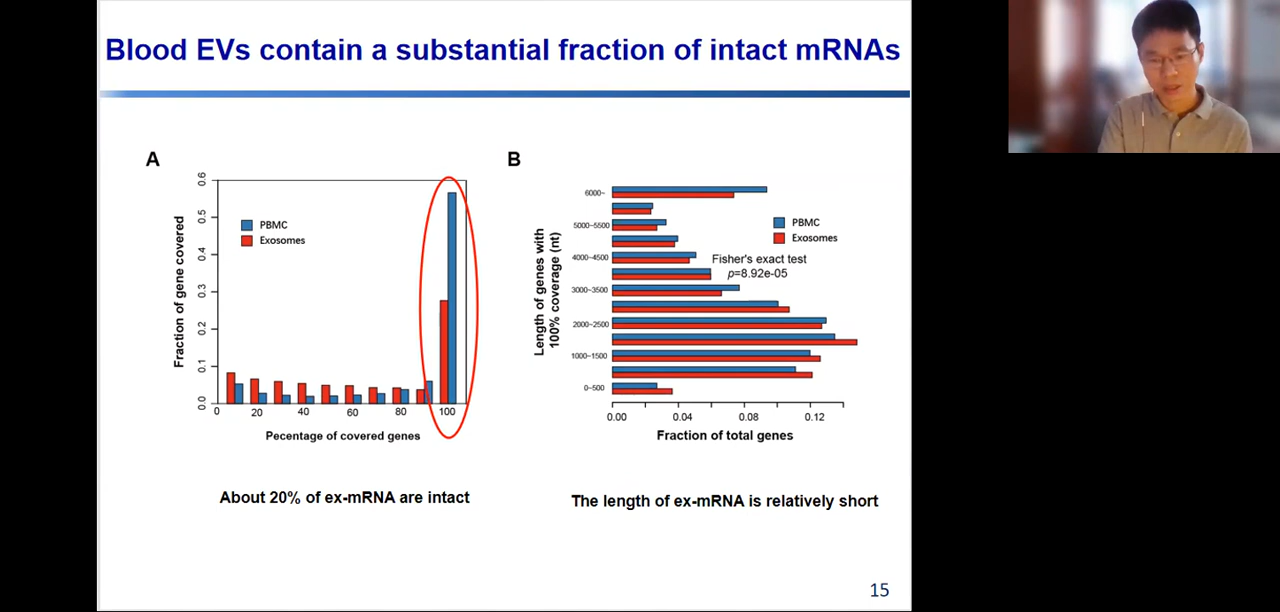 Blood EVs contain a substantial fraction of intact mRNAs
A
0.6
0.5
0.4
0.3
0.2
0.1
0.0
Fraction of gene covered
PBMC
Exosomes
0 20 40 60 80 100
Pecentage of covered genes
About 20% of ex-mRNA are intact
B
Length of genes with
100% coverage (nt)
6000~
5000~5500
4000~4500
3000~3500
2000~2500
1000~1500
0~500
PBMC
Exosomes
Fisher's exact test
p=8.92e-05
0.00 0.04 0.08 0.12
Fraction of total genes
The length of ex-mRNA is relatively short
15